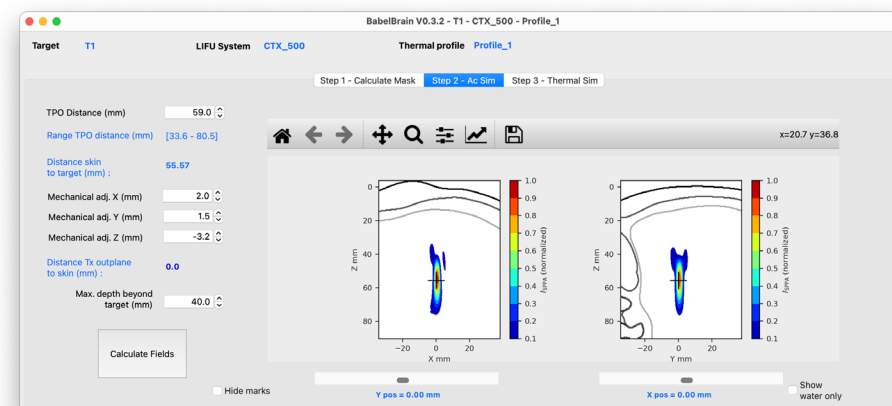 BabelBrain V0.3.2 - T1 - CTX_500 - Profile_1
Target T1 LIFU System CTX_500 Thermal profile Profile_1
Step 1 - Calculate Mask Step 2 - Ac Sim Step 3 - Thermal Sim
TPO Distance (mm) 59.0
Range TPO distance (mm) [33.6 - 80.5]
Distance skin
to target (mm) : 55.57
Mechanical adj. X (mm) 2.0
Mechanical adj. Y (mm) 1.5
Mechanical adj. Z (mm) -3.2
Distance Tx outplane
to skin (mm) : 0.0
Max. depth beyond
target (mm) 40.0
Calculate Fields
Hide marks
x=20.7 y=36.8
Z mm
0
20
40
60
80
−20 0 20
X mm
1.0
0.9
0.8
0.7
0.6
0.5
0.4
0.3
0.2
0.1
ISPPA (normalized)
Y pos = 0.00 mm
Z mm
0
20
40
60
80
−20 0 20
Y mm
1.0
0.9
0.8
0.7
0.6
0.5
0.4
0.3
0.2
0.1
ISPPA (normalized)
X pos = 0.00 mm
Show
water only